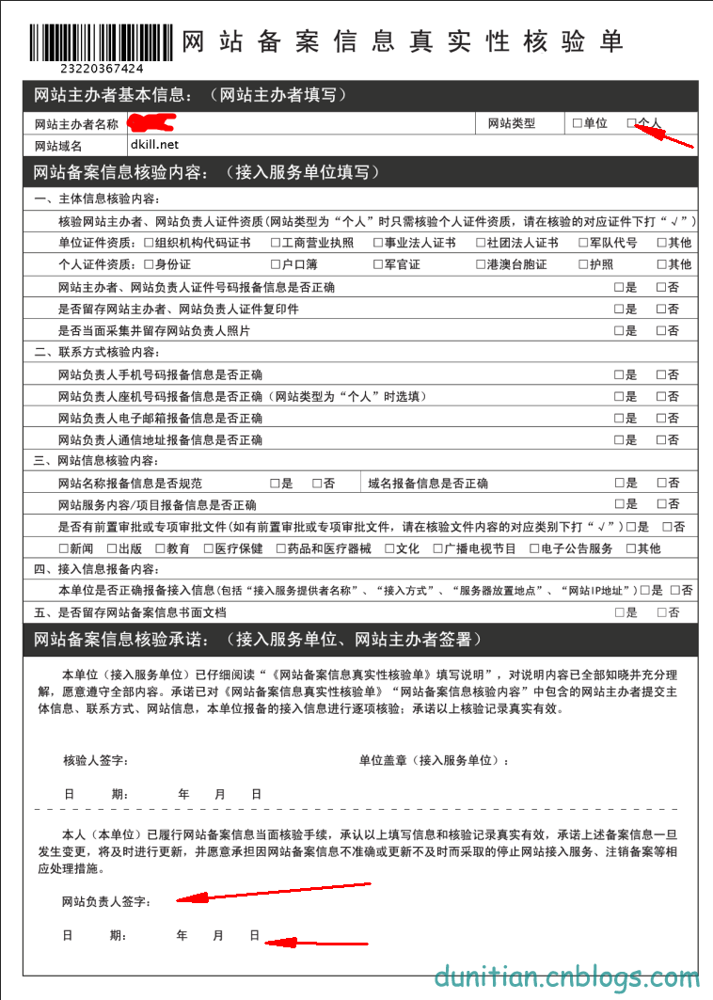 网站备案信息真实性核验单
23220367424
网站主办者基本信息：（网站主办者填写）
网站主办者名称 网站类型 □单位 □个人
网站域名 dkill.net
网站备案信息核验内容：（接入服务单位填写）
一、主体信息核验内容：
核验网站主办者、网站负责人证件资质(网站类型为“个人”时只需核验个人证件资质，请在核验的对应证件下打“√”)
单位证件资质：□组织机构代码证书 □工商营业执照 □事业法人证书 □社团法人证书 □军队代号 □其他
个人证件资质：□身份证 □户口簿 □军官证 □港澳台胞证 □护照 □其他
网站主办者、网站负责人证件号码报备信息是否正确 □是 □否
是否留存网站主办者、网站负责人证件复印件 □是 □否
是否当面采集并留存网站负责人照片 □是 □否
二、联系方式核验内容：
网站负责人手机号码报备信息是否正确 □是 □否
网站负责人座机号码报备信息是否正确（网站类型为“个人”时选填） □是 □否
网站负责人电子邮箱报备信息是否正确 □是 □否
网站负责人通信地址报备信息是否正确 □是 □否
三、网站信息核验内容：
网站名称报备信息是否规范 □是 □否 域名报备信息是否正确 □是 □否
网站服务内容/项目报备信息是否正确 □是 □否
是否有前置审批或专项审批文件(如有前置审批或专项审批文件，请在核验文件内容的对应类别下打“√”)□是 □否
□新闻 □出版 □教育 □医疗保健 □药品和医疗器械 □文化 □广播电视节目 □电子公告服务 □其他
四、接入信息报备内容：
本单位是否正确报备接入信息(包括“接入服务提供者名称”、“接入方式”、“服务器放置地点”、“网站IP地址”)□是 □否
五、是否留存网站备案信息书面文档 □是 □否
网站备案信息核验承诺：（接入服务单位、网站主办者签署）
本单位（接入服务单位）已仔细阅读“《网站备案信息真实性核验单》填写说明”，对说明内容已全部知晓并充分理
解，愿意遵守全部内容。承诺已对《网站备案信息真实性核验单》“网站备案信息核验内容”中包含的网站主办者提交主
体信息、联系方式、网站信息，本单位报备的接入信息进行逐项核验；承诺以上核验记录真实有效。
核验人签字： 单位盖章（接入服务单位）：
日 期： 年 月 日
本人（本单位）已履行网站备案信息当面核验手续，承认以上填写信息和核验记录真实有效，承诺上述备案信息一旦
发生变更，将及时进行更新，并愿意承担因网站备案信息不准确或更新不及时而采取的停止网站接入服务、注销备案等相
应处理措施。
网站负责人签字：
日 期： 年 月 日
dunitian.cnblogs.com